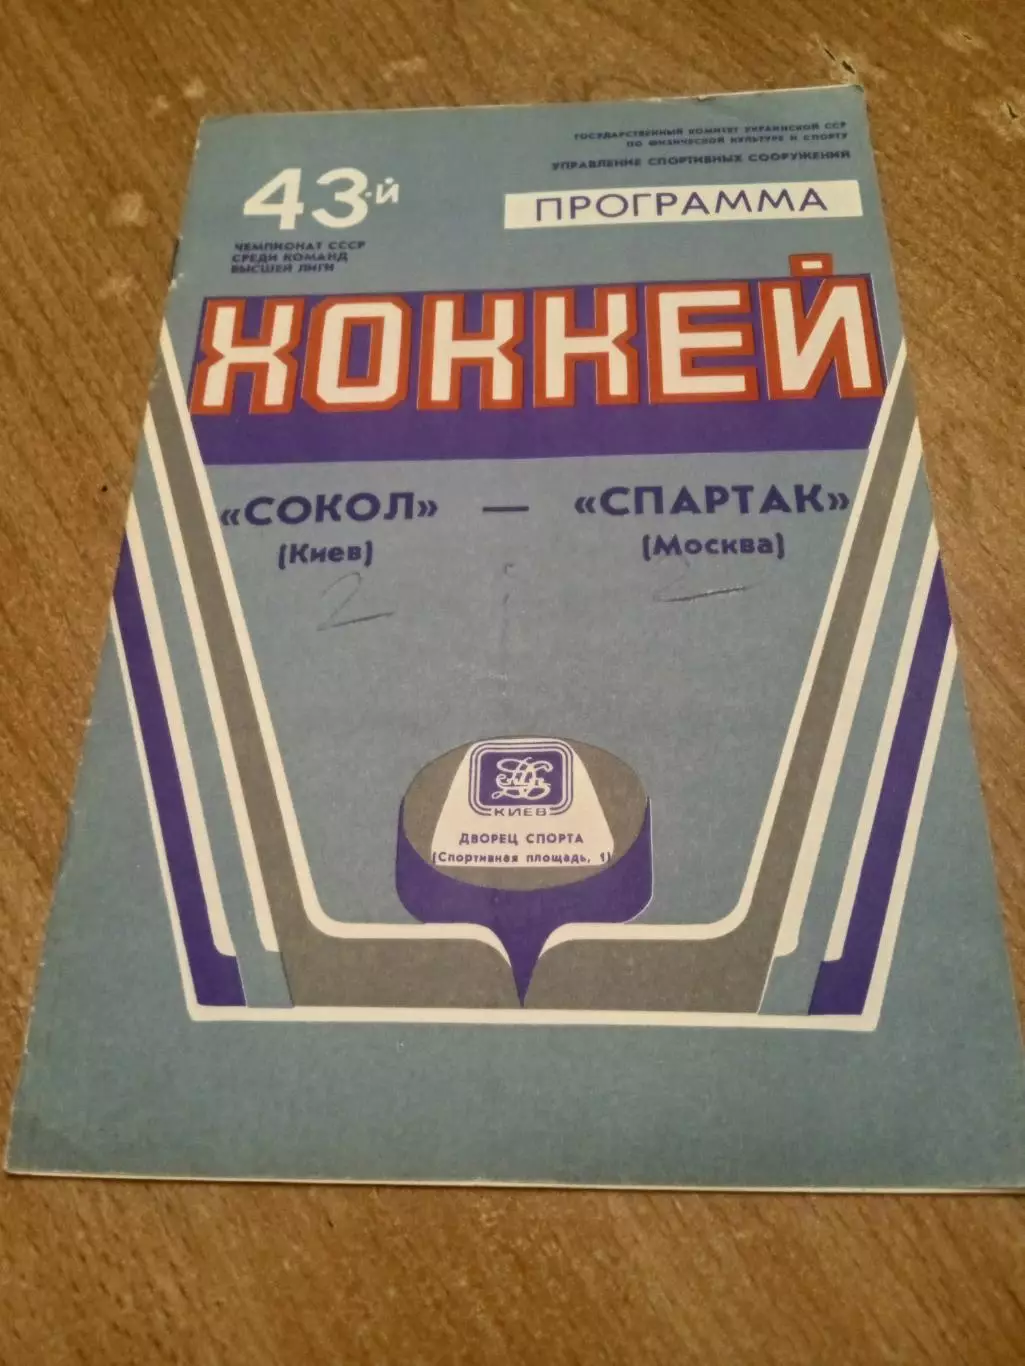 ГОСУДАРСТВЕННЫЙ КОМИТЕТ УКРАИНСКОЙ ССР
ПО ФИЗИЧЕСКОЙ КУЛЬТУРЕ И СПОРТУ
УПРАВЛЕНИЕ СПОРТИВНЫХ СООРУЖЕНИЙ
43-й
ПРОГРАММА
ЧЕМПИОНАТ СССР
СРЕДИ КОМАНД
ВЫСШЕЙ ЛИГИ
ХОККЕЙ
«СОКОЛ» — «СПАРТАК»
(Киев) (Москва)
2 : 2
КИЕВ
ДВОРЕЦ СПОРТА
(Спортивная площадь, 1)